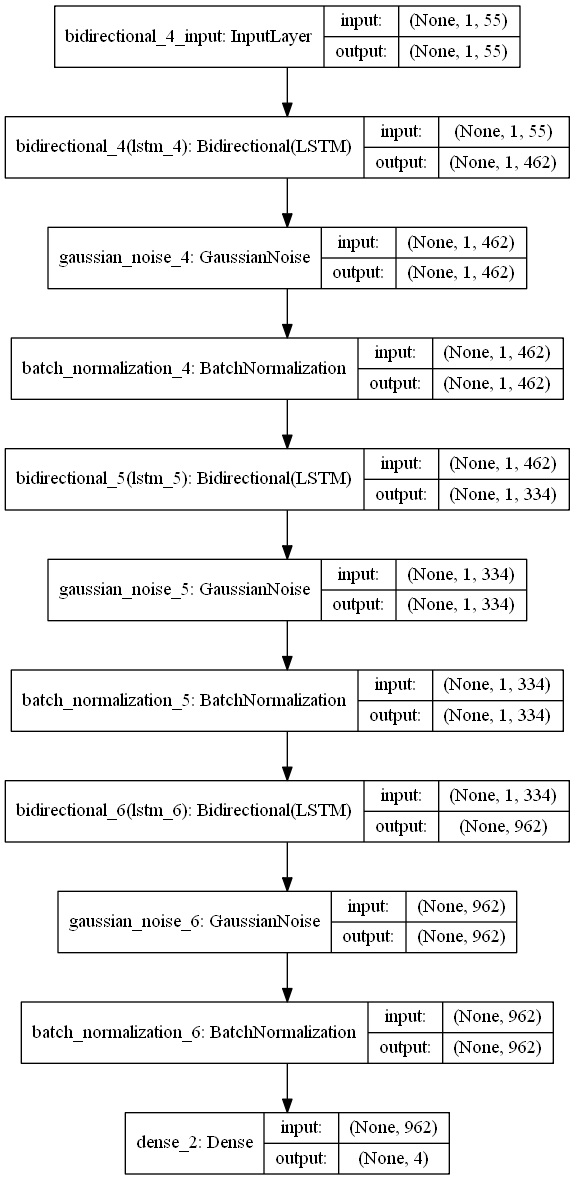 bidirectional_4_input: InputLayer
input: (None, 1, 55)
output: (None, 1, 55)
bidirectional_4(lstm_4): Bidirectional(LSTM)
input: (None, 1, 55)
output: (None, 1, 462)
gaussian_noise_4: GaussianNoise
input: (None, 1, 462)
output: (None, 1, 462)
batch_normalization_4: BatchNormalization
input: (None, 1, 462)
output: (None, 1, 462)
bidirectional_5(lstm_5): Bidirectional(LSTM)
input: (None, 1, 462)
output: (None, 1, 334)
gaussian_noise_5: GaussianNoise
input: (None, 1, 334)
output: (None, 1, 334)
batch_normalization_5: BatchNormalization
input: (None, 1, 334)
output: (None, 1, 334)
bidirectional_6(lstm_6): Bidirectional(LSTM)
input: (None, 1, 334)
output: (None, 962)
gaussian_noise_6: GaussianNoise
input: (None, 962)
output: (None, 962)
batch_normalization_6: BatchNormalization
input: (None, 962)
output: (None, 962)
dense_2: Dense
input: (None, 962)
output: (None, 4)